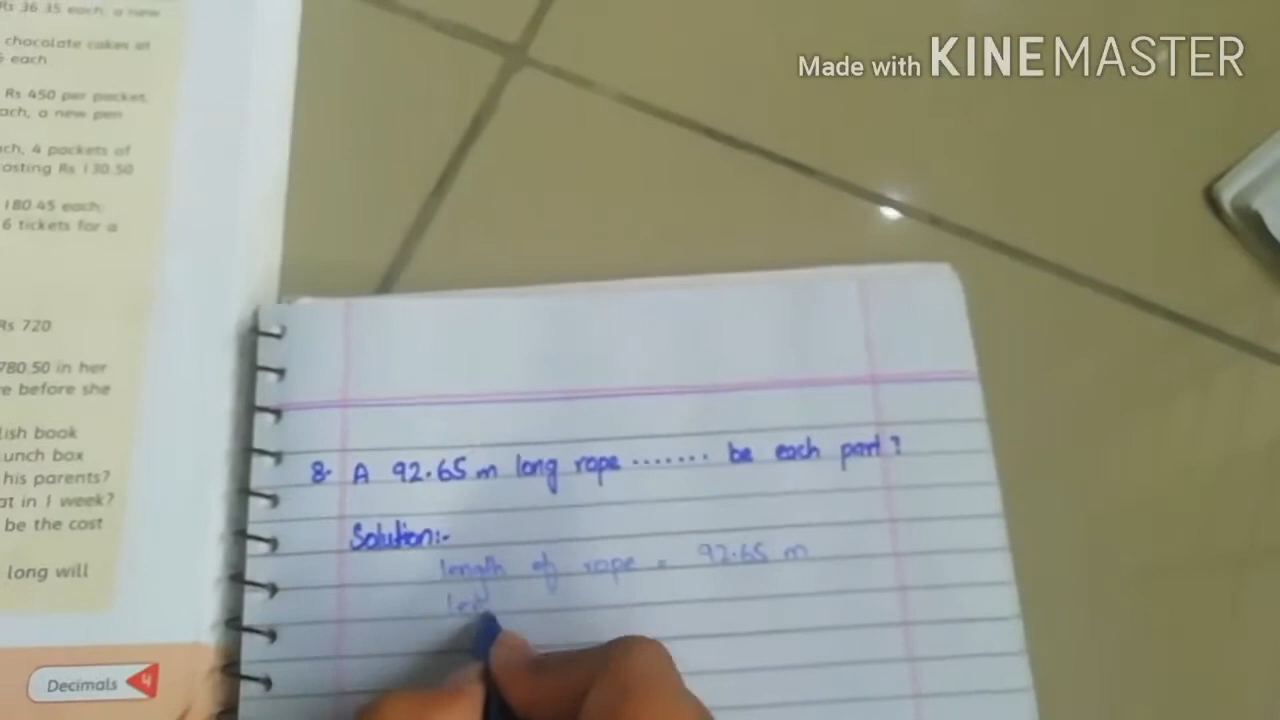 Rs 36.35 each, a new
chocolate cakes at
each
Rs 450 per packet,
ach, a new pen
ch, 4 packets of
osting Rs 130.50
180.45 each;
6 tickets for a
Rs 720
780.50 in her
e before she
lish book
unch box
his parents?
at in 1 week?
be the cost
long will
Decimals 4
Made with KINEMASTER
8. A 92.65 m long rope ....... be each part?
Solution:-
length of rope = 92.65 m